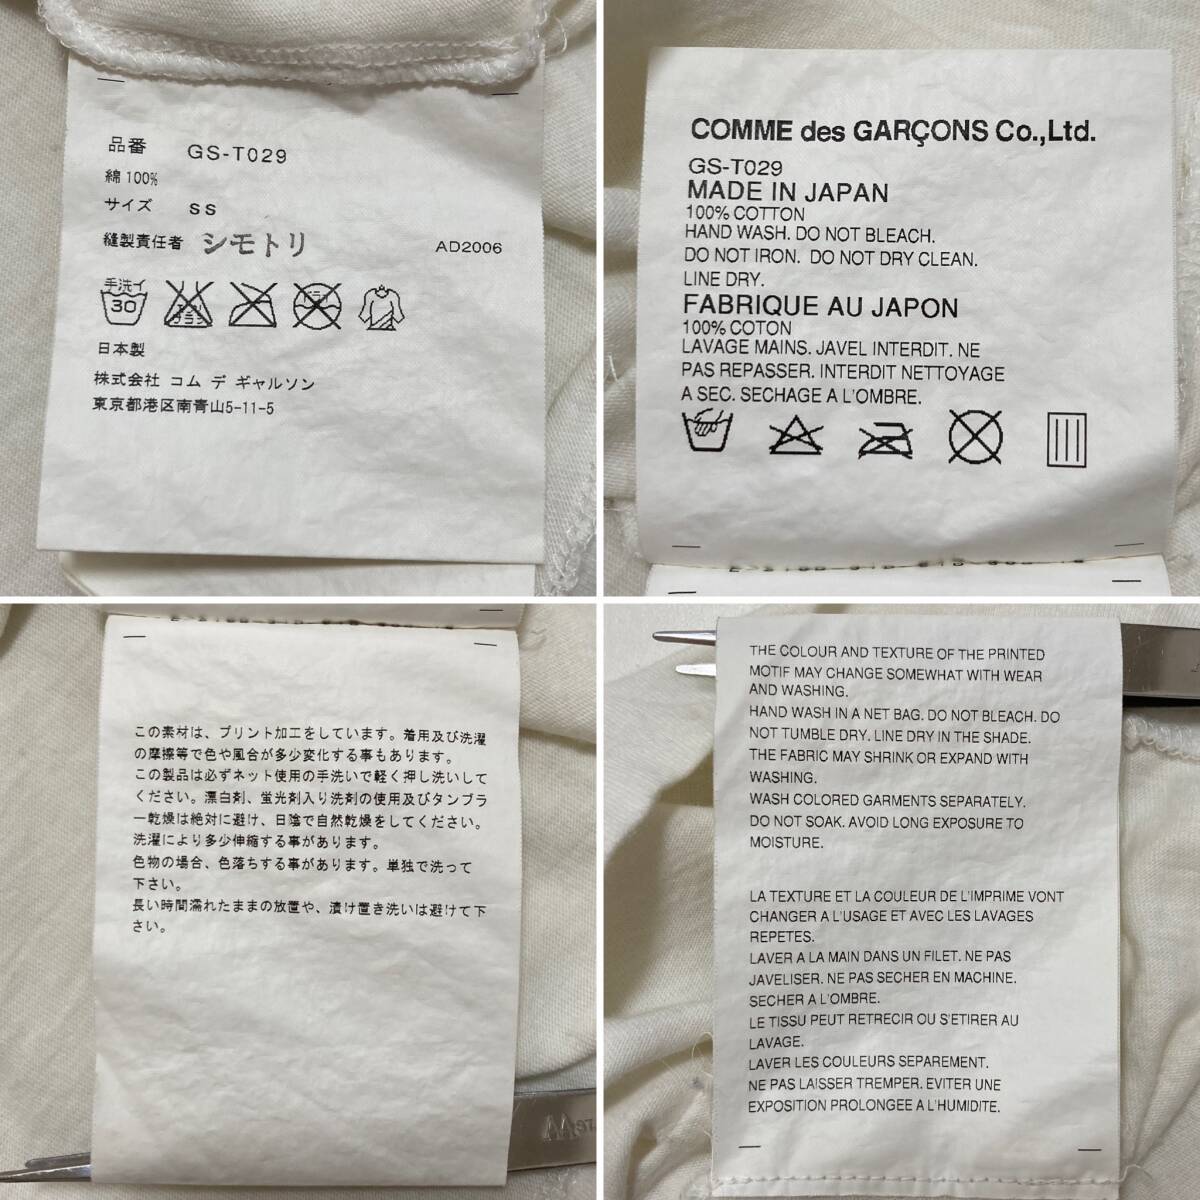 品番 GS-T029
綿100%
サイズ SS
縫製責任者 シモトリ AD2006
手洗イ
30
日本製
株式会社 コム デ ギャルソン
東京都港区南青山5-11-5
COMME des GARÇONS Co.,Ltd.
GS-T029
MADE IN JAPAN
100% COTTON
HAND WASH. DO NOT BLEACH.
DO NOT IRON. DO NOT DRY CLEAN.
LINE DRY.
FABRIQUE AU JAPON
100% COTON
LAVAGE MAINS. JAVEL INTERDIT. NE
PAS REPASSER. INTERDIT NETTOYAGE
A SEC. SECHAGE A L'OMBRE.
この素材は、プリント加工をしています。着用及び洗濯
の摩擦等で色や風合が多少変化する事もあります。
この製品は必ずネット使用の手洗いで軽く押し洗いして
ください。漂白剤、蛍光剤入り洗剤の使用及びタンブラ
ー乾燥は絶対に避け、日陰で自然乾燥をしてください。
洗濯により多少伸縮する事があります。
色物の場合、色落ちする事があります。単独で洗って
下さい。
長い時間濡れたままの放置や、漬け置き洗いは避けて下
さい。
THE COLOUR AND TEXTURE OF THE PRINTED
MOTIF MAY CHANGE SOMEWHAT WITH WEAR
AND WASHING.
HAND WASH IN A NET BAG. DO NOT BLEACH. DO
NOT TUMBLE DRY. LINE DRY IN THE SHADE.
THE FABRIC MAY SHRINK OR EXPAND WITH
WASHING.
WASH COLORED GARMENTS SEPARATELY.
DO NOT SOAK. AVOID LONG EXPOSURE TO
MOISTURE.
LA TEXTURE ET LA COULEUR DE L'IMPRIME VONT
CHANGER A L'USAGE ET AVEC LES LAVAGES
REPETES.
LAVER A LA MAIN DANS UN FILET. NE PAS
JAVELISER. NE PAS SECHER EN MACHINE.
SECHER A L'OMBRE.
LE TISSU PEUT RETRECIR OU S'ETIRER AU
LAVAGE.
LAVER LES COULEURS SEPAREMENT.
NE PAS LAISSER TREMPER. EVITER UNE
EXPOSITION PROLONGEE A L'HUMIDITE.